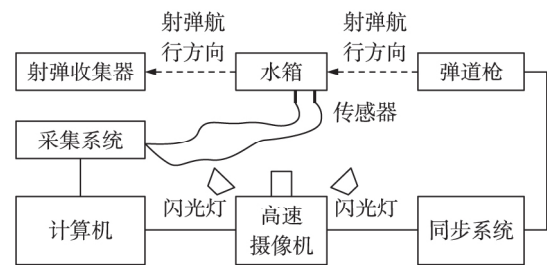 射弹航
行方向
射弹航
行方向
射弹收集器
水箱
弹道枪
传感器
采集系统
闪光灯
闪光灯
计算机
高速
摄像机
同步系统